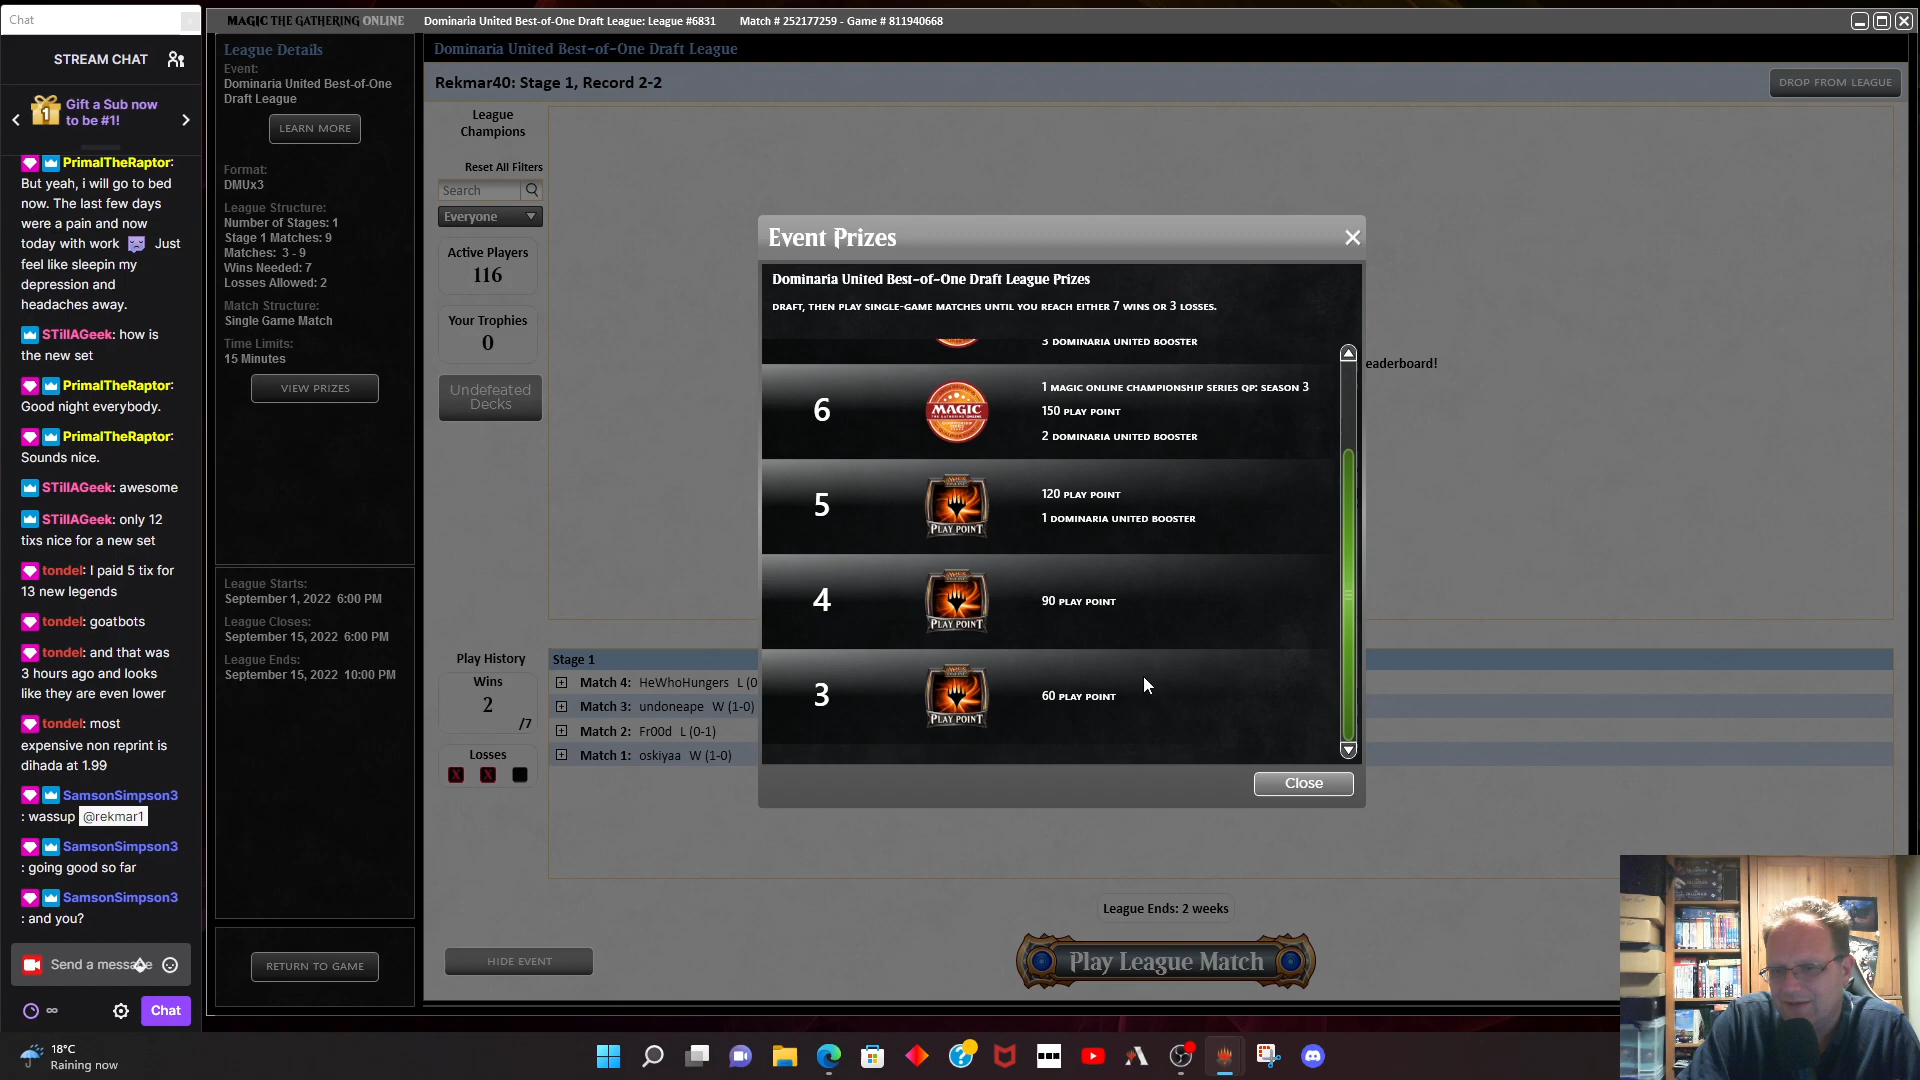 Chat
STREAM CHAT
Gift a Sub now
to be #1!
1
PrimalTheRaptor:
But yeah, i will go to bed
now. The last few days
were a pain and now
today with work Just
feel like sleepin my
depression and
headaches away.
STillAGeek: how is
the new set
PrimalTheRaptor:
Good night everybody.
PrimalTheRaptor:
Sounds nice.
STillAGeek: awesome
STillAGeek: only 12
tixs nice for a new set
tondel: I paid 5 tix for
13 new legends
tondel: goatbots
tondel: and that was
3 hours ago and looks
like they are even lower
tondel: most
expensive non reprint is
dihada at 1.99
SamsonSimpson3
: wassup @rekmar1
SamsonSimpson3
: going good so far
SamsonSimpson3
: and you?
Send a message
∞
Chat
MAGIC THE GATHERING ONLINE
Dominaria United Best-of-One Draft League: League #6831
Match # 252177259 - Game # 811940668
League Details
Event:
Dominaria United Best-of-One
Draft League
LEARN MORE
Format:
DMUx3
League Structure:
Number of Stages: 1
Stage 1 Matches: 9
Matches: 3 - 9
Wins Needed: 7
Losses Allowed: 2
Match Structure:
Single Game Match
Time Limits:
15 Minutes
VIEW PRIZES
League Starts:
September 1, 2022 6:00 PM
League Closes:
September 15, 2022 6:00 PM
League Ends:
September 15, 2022 10:00 PM
RETURN TO GAME
Dominaria United Best-of-One Draft League
Rekmar40: Stage 1, Record 2-2
DROP FROM LEAGUE
League
Champions
Reset All Filters
Search
Everyone
Active Players
116
Your Trophies
0
Undefeated
Decks
eaderboard!
Play History
Wins
2
/7
Losses
X X
Stage 1
Match 4: HeWhoHungers L (0
Match 3: undoneape W (1-0)
Match 2: Fr00d L (0-1)
Match 1: oskiyaa W (1-0)
Event Prizes
Dominaria United Best-of-One Draft League Prizes
DRAFT, THEN PLAY SINGLE-GAME MATCHES UNTIL YOU REACH EITHER 7 WINS OR 3 LOSSES.
3 DOMINARIA UNITED BOOSTER
6
MAGIC
1 MAGIC ONLINE CHAMPIONSHIP SERIES QP: SEASON 3
150 PLAY POINT
2 DOMINARIA UNITED BOOSTER
5
PLAY POINT
120 PLAY POINT
1 DOMINARIA UNITED BOOSTER
4
PLAY POINT
90 PLAY POINT
3
PLAY POINT
60 PLAY POINT
Close
HIDE EVENT
League Ends: 2 weeks
Play League Match
18°C
Raining now